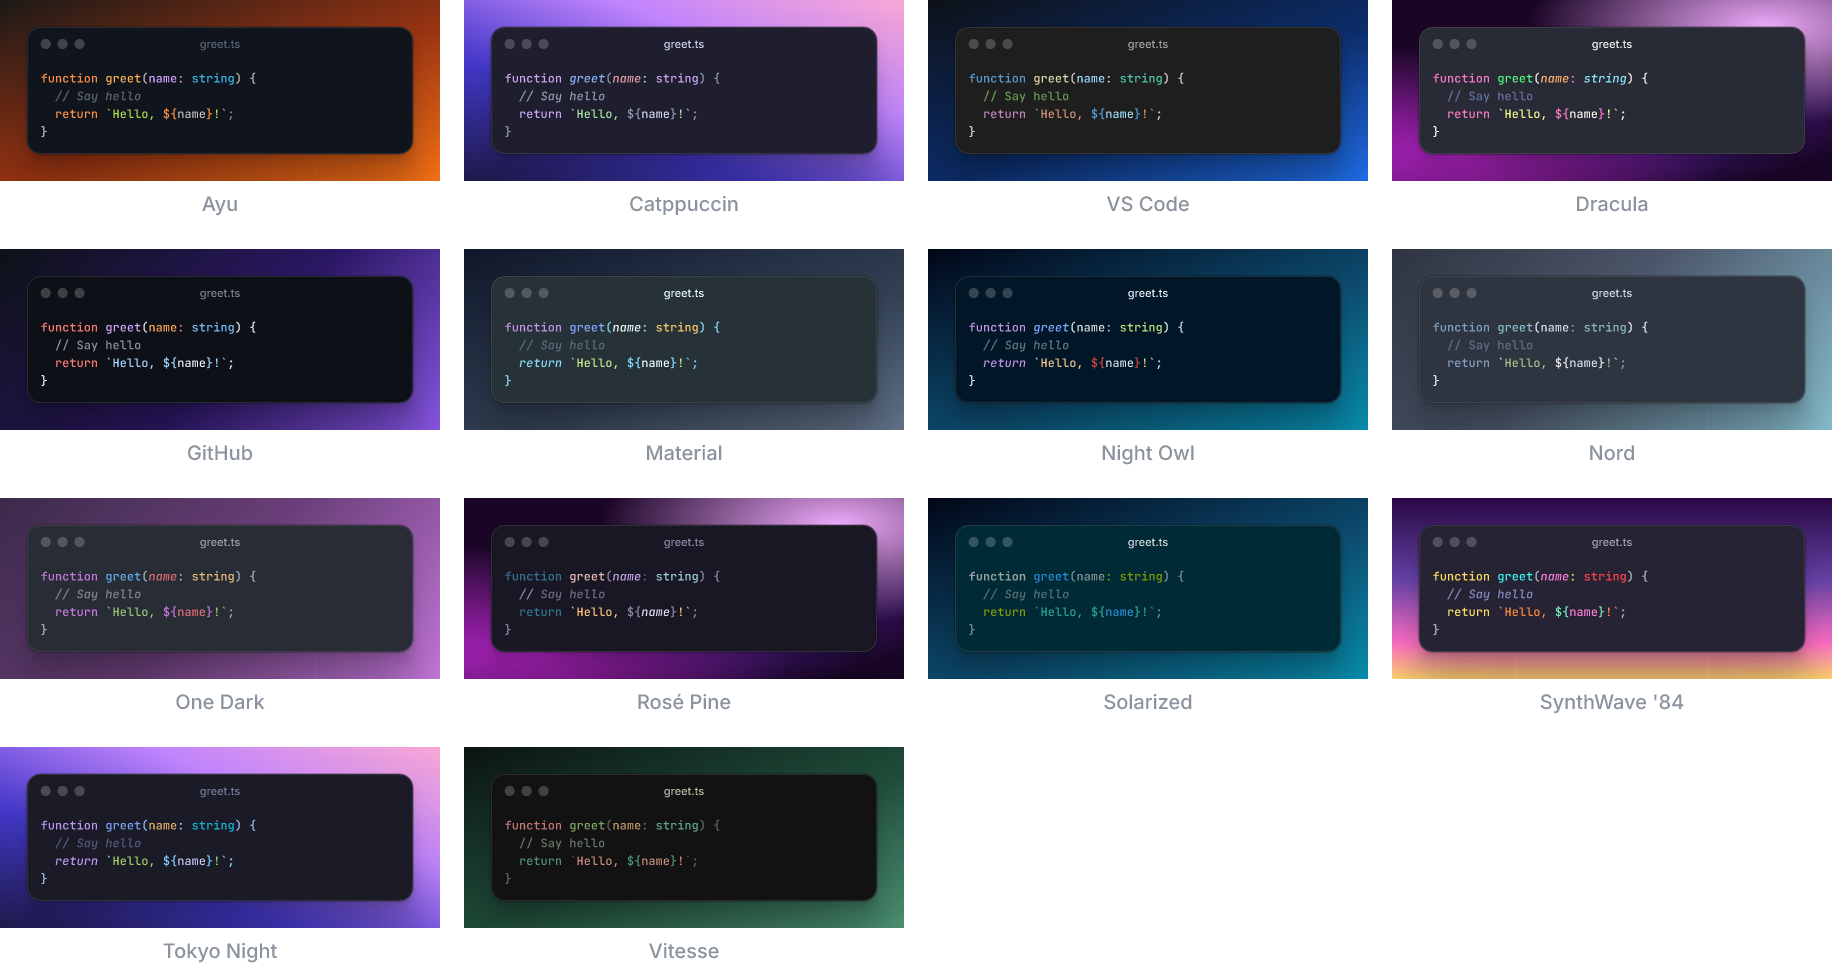 greet.ts
function greet(name: string) {
// Say hello
return `Hello, ${name}!`;
}
Ayu
greet.ts
function greet(name: string) {
// Say hello
return `Hello, ${name}!`;
}
Catppuccin
greet.ts
function greet(name: string) {
// Say hello
return `Hello, ${name}!`;
}
VS Code
greet.ts
function greet(name: string) {
// Say hello
return `Hello, ${name}!`;
}
Dracula
greet.ts
function greet(name: string) {
// Say hello
return `Hello, ${name}!`;
}
GitHub
greet.ts
function greet(name: string) {
// Say hello
return `Hello, ${name}!`;
}
Material
greet.ts
function greet(name: string) {
// Say hello
return `Hello, ${name}!`;
}
Night Owl
greet.ts
function greet(name: string) {
// Say hello
return `Hello, ${name}!`;
}
Nord
greet.ts
function greet(name: string) {
// Say hello
return `Hello, ${name}!`;
}
One Dark
greet.ts
function greet(name: string) {
// Say hello
return `Hello, ${name}!`;
}
Rosé Pine
greet.ts
function greet(name: string) {
// Say hello
return `Hello, ${name}!`;
}
Solarized
greet.ts
function greet(name: string) {
// Say hello
return `Hello, ${name}!`;
}
SynthWave '84
greet.ts
function greet(name: string) {
// Say hello
return `Hello, ${name}!`;
}
Tokyo Night
greet.ts
function greet(name: string) {
// Say hello
return `Hello, ${name}!`;
}
Vitesse